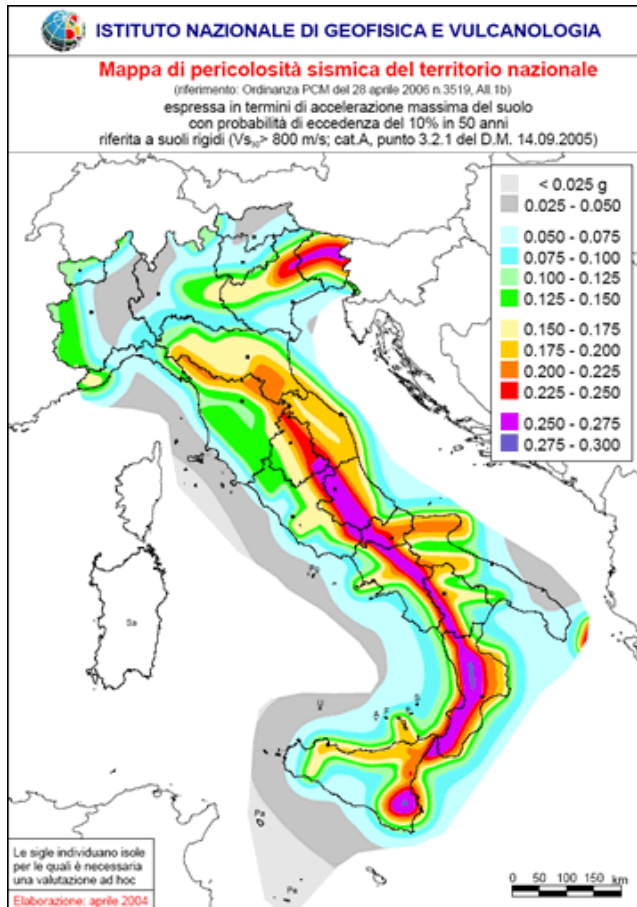 ISTITUTO NAZIONALE DI GEOFISICA E VULCANOLOGIA
Mappa di pericolosità sismica del territorio nazionale
(riferimento: Ordinanza PCM del 28 aprile 2006 n.3519, All.1b)
espressa in termini di accelerazione massima del suolo
con probabilità di eccedenza del 10% in 50 anni
riferita a suoli rigidi (Vs30> 800 m/s; cat.A, punto 3.2.1 del D.M. 14.09.2005)
< 0.025 g
0.025 - 0.050
0.050 - 0.075
0.075 - 0.100
0.100 - 0.125
0.125 - 0.150
0.150 - 0.175
0.175 - 0.200
0.200 - 0.225
0.225 - 0.250
0.250 - 0.275
0.275 - 0.300
Sa
U
A
Pa
Pe
Le sigle individuano isole
per le quali è necessaria
una valutazione ad hoc
Elaborazione: aprile 2004
0 50 100 150 km